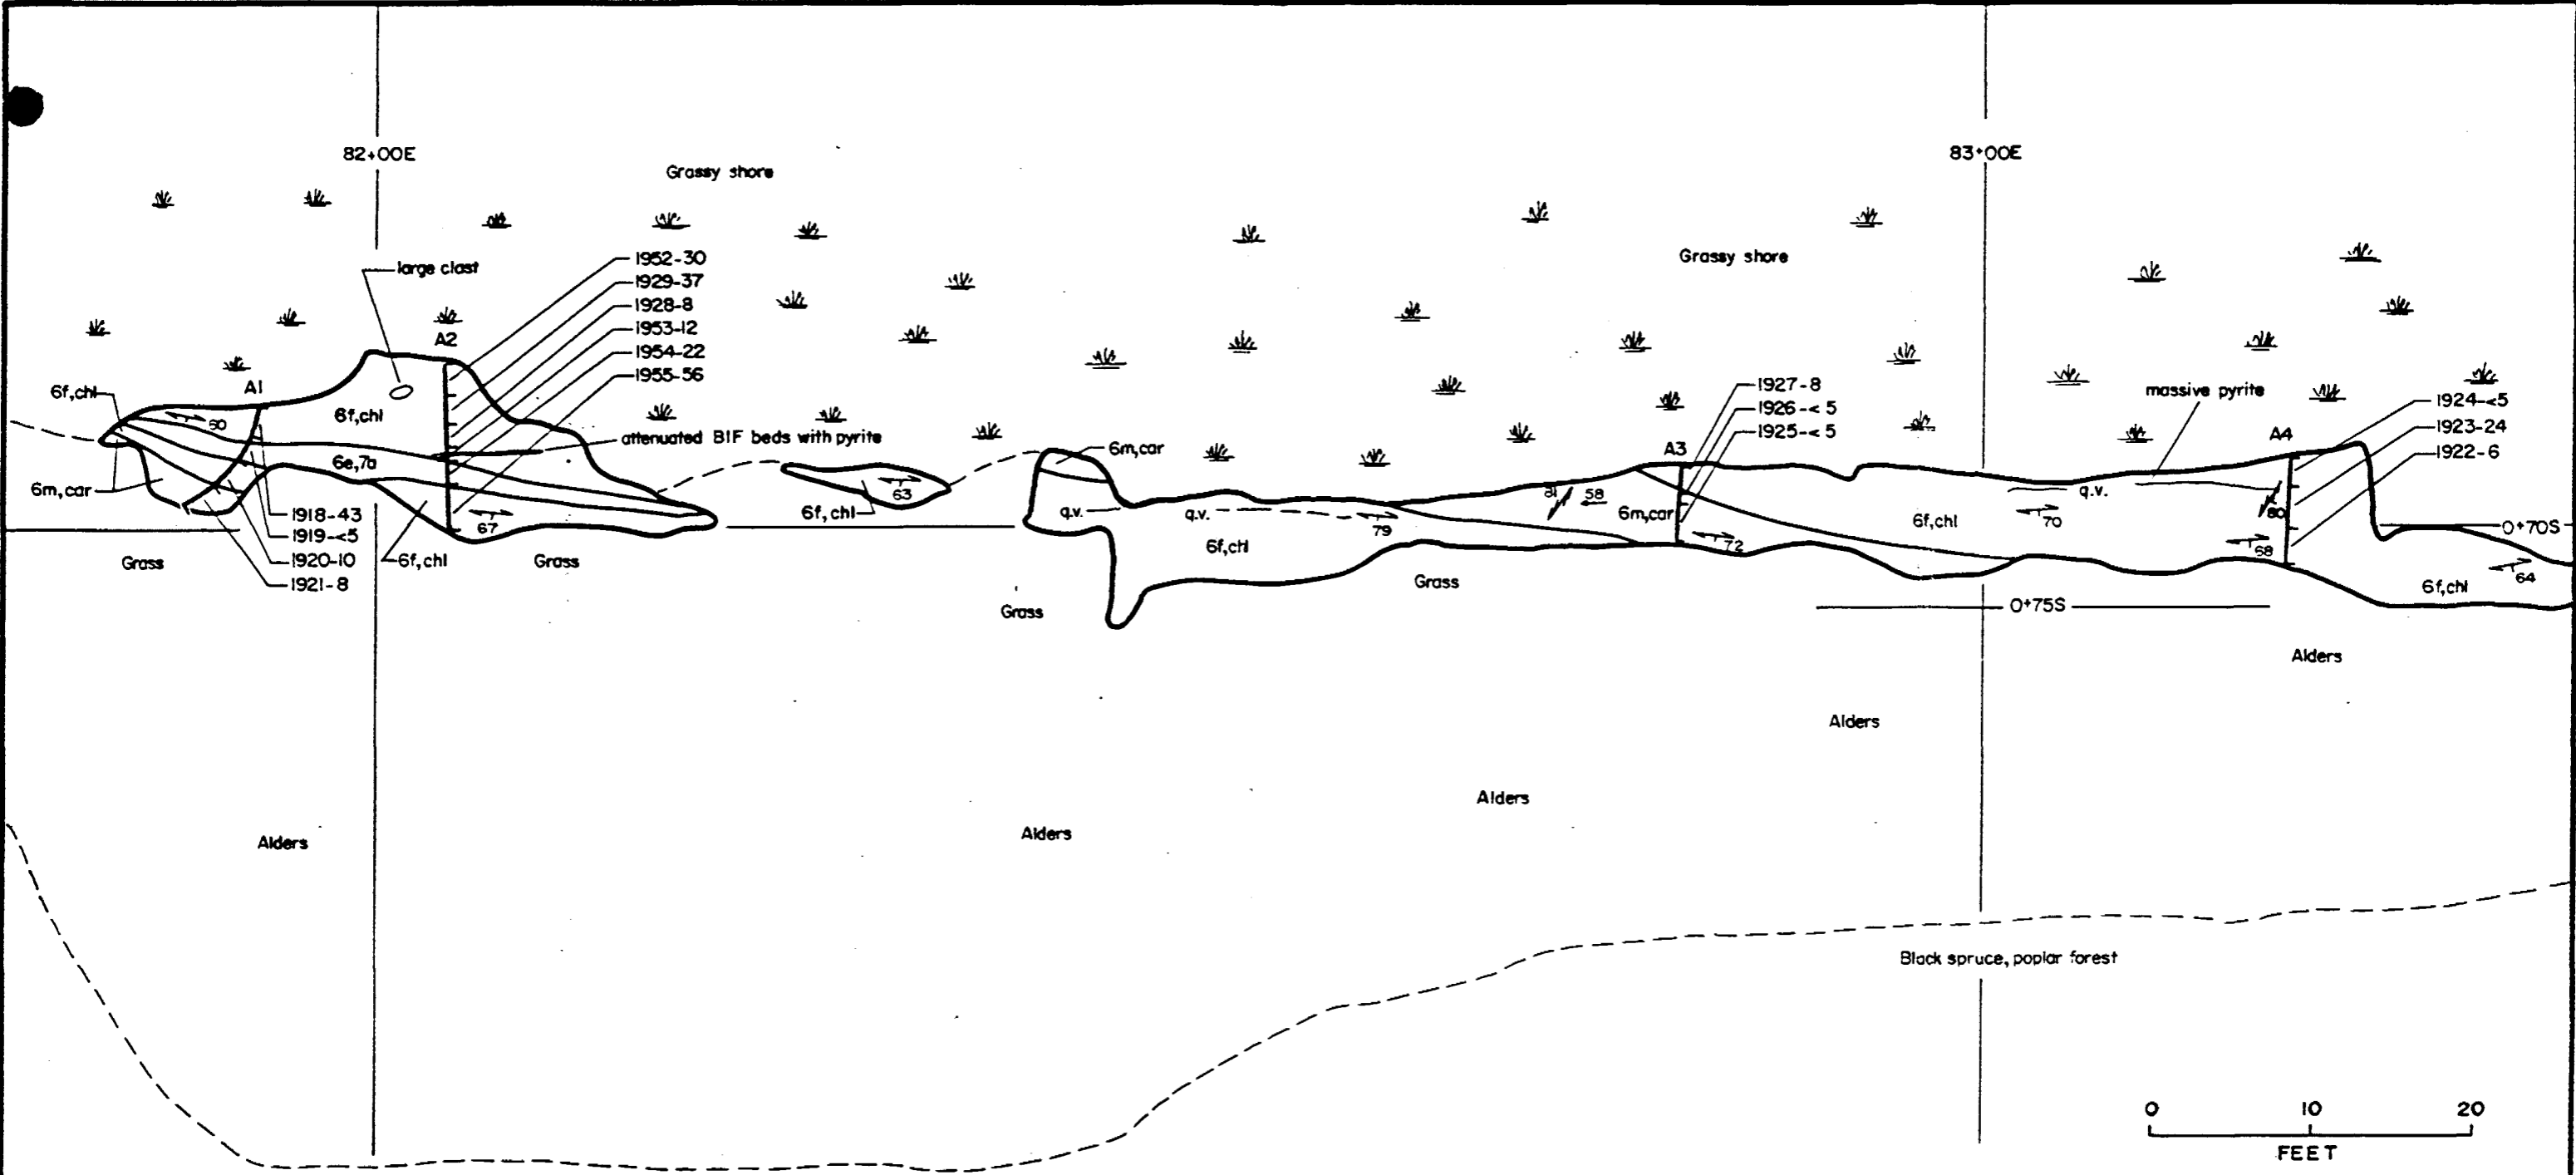 82+00E
83+00E
Grassy shore
Grassy shore
large clast
1952-30
1929-37
1928-8
1953-12
1954-22
1955-56
A2
A1
6f,chl
60
6f,chl
attenuated BIF beds with pyrite
6e,7a
6m,car
1918-43
1919-<5
1920-10
1921-8
67
6f,chl
Grass
Grass
63
6f,chl
6m,car
q.v.
q.v.
6f,chl
79
Grass
Grass
81
58
6m,car
A3
1927-8
1926-<5
1925-<5
72
massive pyrite
q.v.
6f,chl
70
A4
80
68
1924-<5
1923-24
1922-6
0+70S
64
6f,chl
0+75S
Alders
Alders
Alders
Alders
Alders
Black spruce, poplar forest
0 10 20
FEET